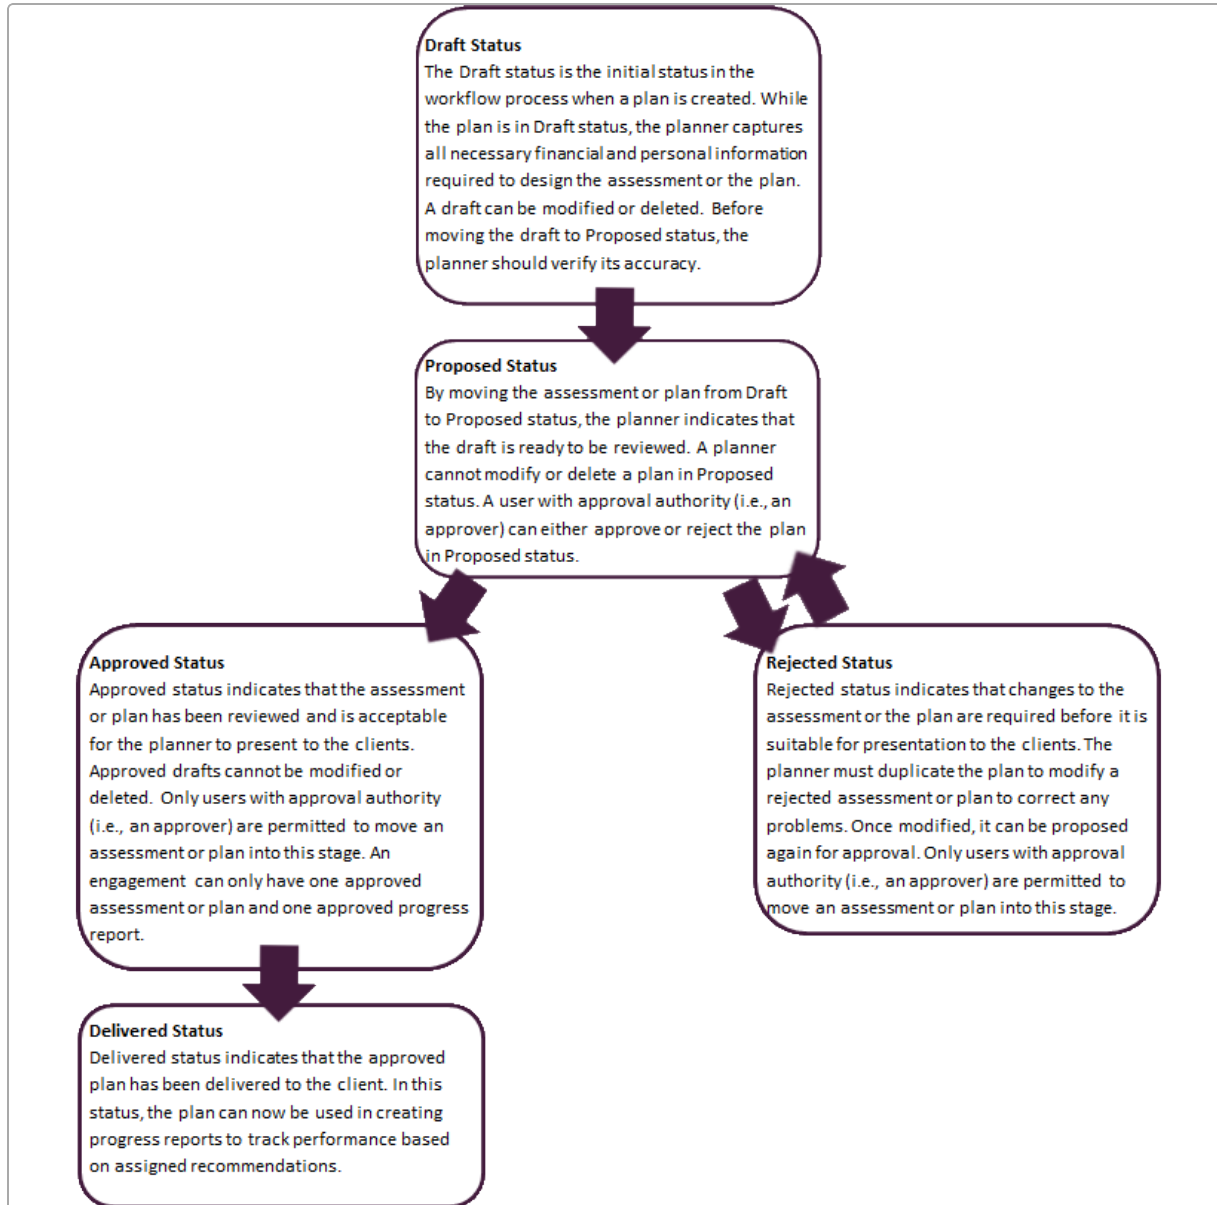 Draft Status
The Draft status is the initial status in the
workflow process when a plan is created. While
the plan is in Draft status, the planner captures
all necessary financial and personal information
required to design the assessment or the plan.
A draft can be modified or deleted. Before
moving the draft to Proposed status, the
planner should verify its accuracy.
Proposed Status
By moving the assessment or plan from Draft
to Proposed status, the planner indicates that
the draft is ready to be reviewed. A planner
cannot modify or delete a plan in Proposed
status. A user with approval authority (i.e., an
approver) can either approve or reject the plan
in Proposed status.
Approved Status
Approved status indicates that the assessment
or plan has been reviewed and is acceptable
for the planner to present to the clients.
Approved drafts cannot be modified or
deleted. Only users with approval authority
(i.e., an approver) are permitted to move an
assessment or plan into this stage. An
engagement can only have one approved
assessment or plan and one approved progress
report.
Rejected Status
Rejected status indicates that changes to the
assessment or the plan are required before it is
suitable for presentation to the clients. The
planner must duplicate the plan to modify a
rejected assessment or plan to correct any
problems. Once modified, it can be proposed
again for approval. Only users with approval
authority (i.e., an approver) are permitted to
move an assessment or plan into this stage.
Delivered Status
Delivered status indicates that the approved
plan has been delivered to the client. In this
status, the plan can now be used in creating
progress reports to track performance based
on assigned recommendations.